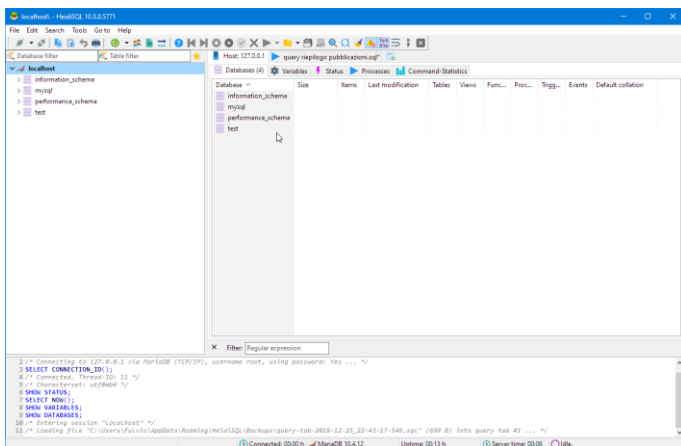 localhost\ - HeidiSQL 10.3.0.5771
File Edit Search Tools Go to Help
Database filter
Table filter
Host: 127.0.0.1
query riepilogo pubblicazioni.sql*
localhost
information_schema
mysql
performance_schema
test
Databases (4)
Variables
Status
Processes
Command-Statistics
Database
Size
Items
Last modification
Tables
Views
Func...
Proc...
Trigg...
Events
Default collation
information_schema
mysql
performance_schema
test
Filter:
Regular expression
2 /* Connecting to 127.0.0.1 via MariaDB (TCP/IP), username root, using password: Yes ... */
3 SELECT CONNECTION_ID();
4 /* Connected. Thread-ID: 11 */
5 /* Characterset: utf8mb4 */
6 SHOW STATUS;
7 SELECT NOW();
8 SHOW VARIABLES;
9 SHOW DATABASES;
10 /* Entering session "localhost" */
11 /* Loading file "C:\Users\Fulvio\AppData\Roaming\HeidiSQL\Backups\query-tab-2019-12-25_22-43-17-546.sql" (699 B) into query tab #1 ... */
Connected: 00:00 h
MariaDB 10.4.12
Uptime: 00:13 h
Server time: 00:06
Idle.